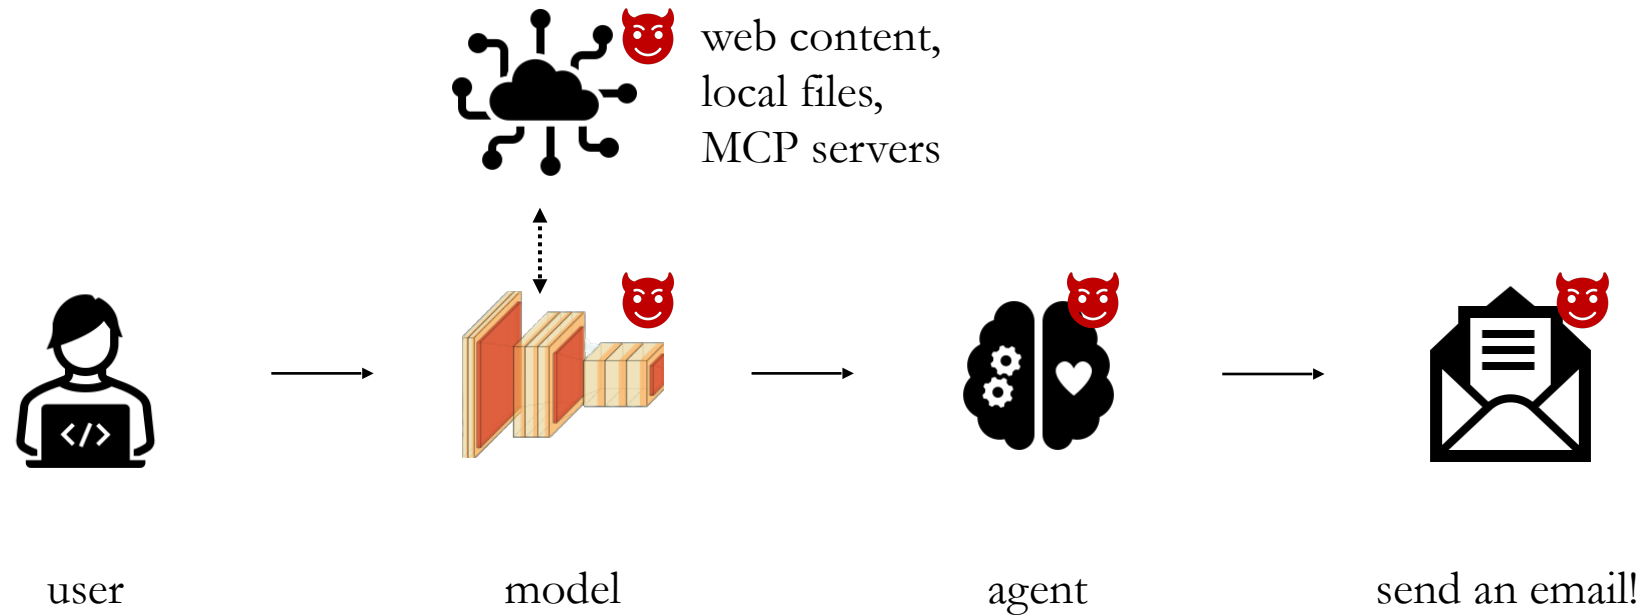 web content,
local files,
MCP servers
</>
user
model
agent
send an email!